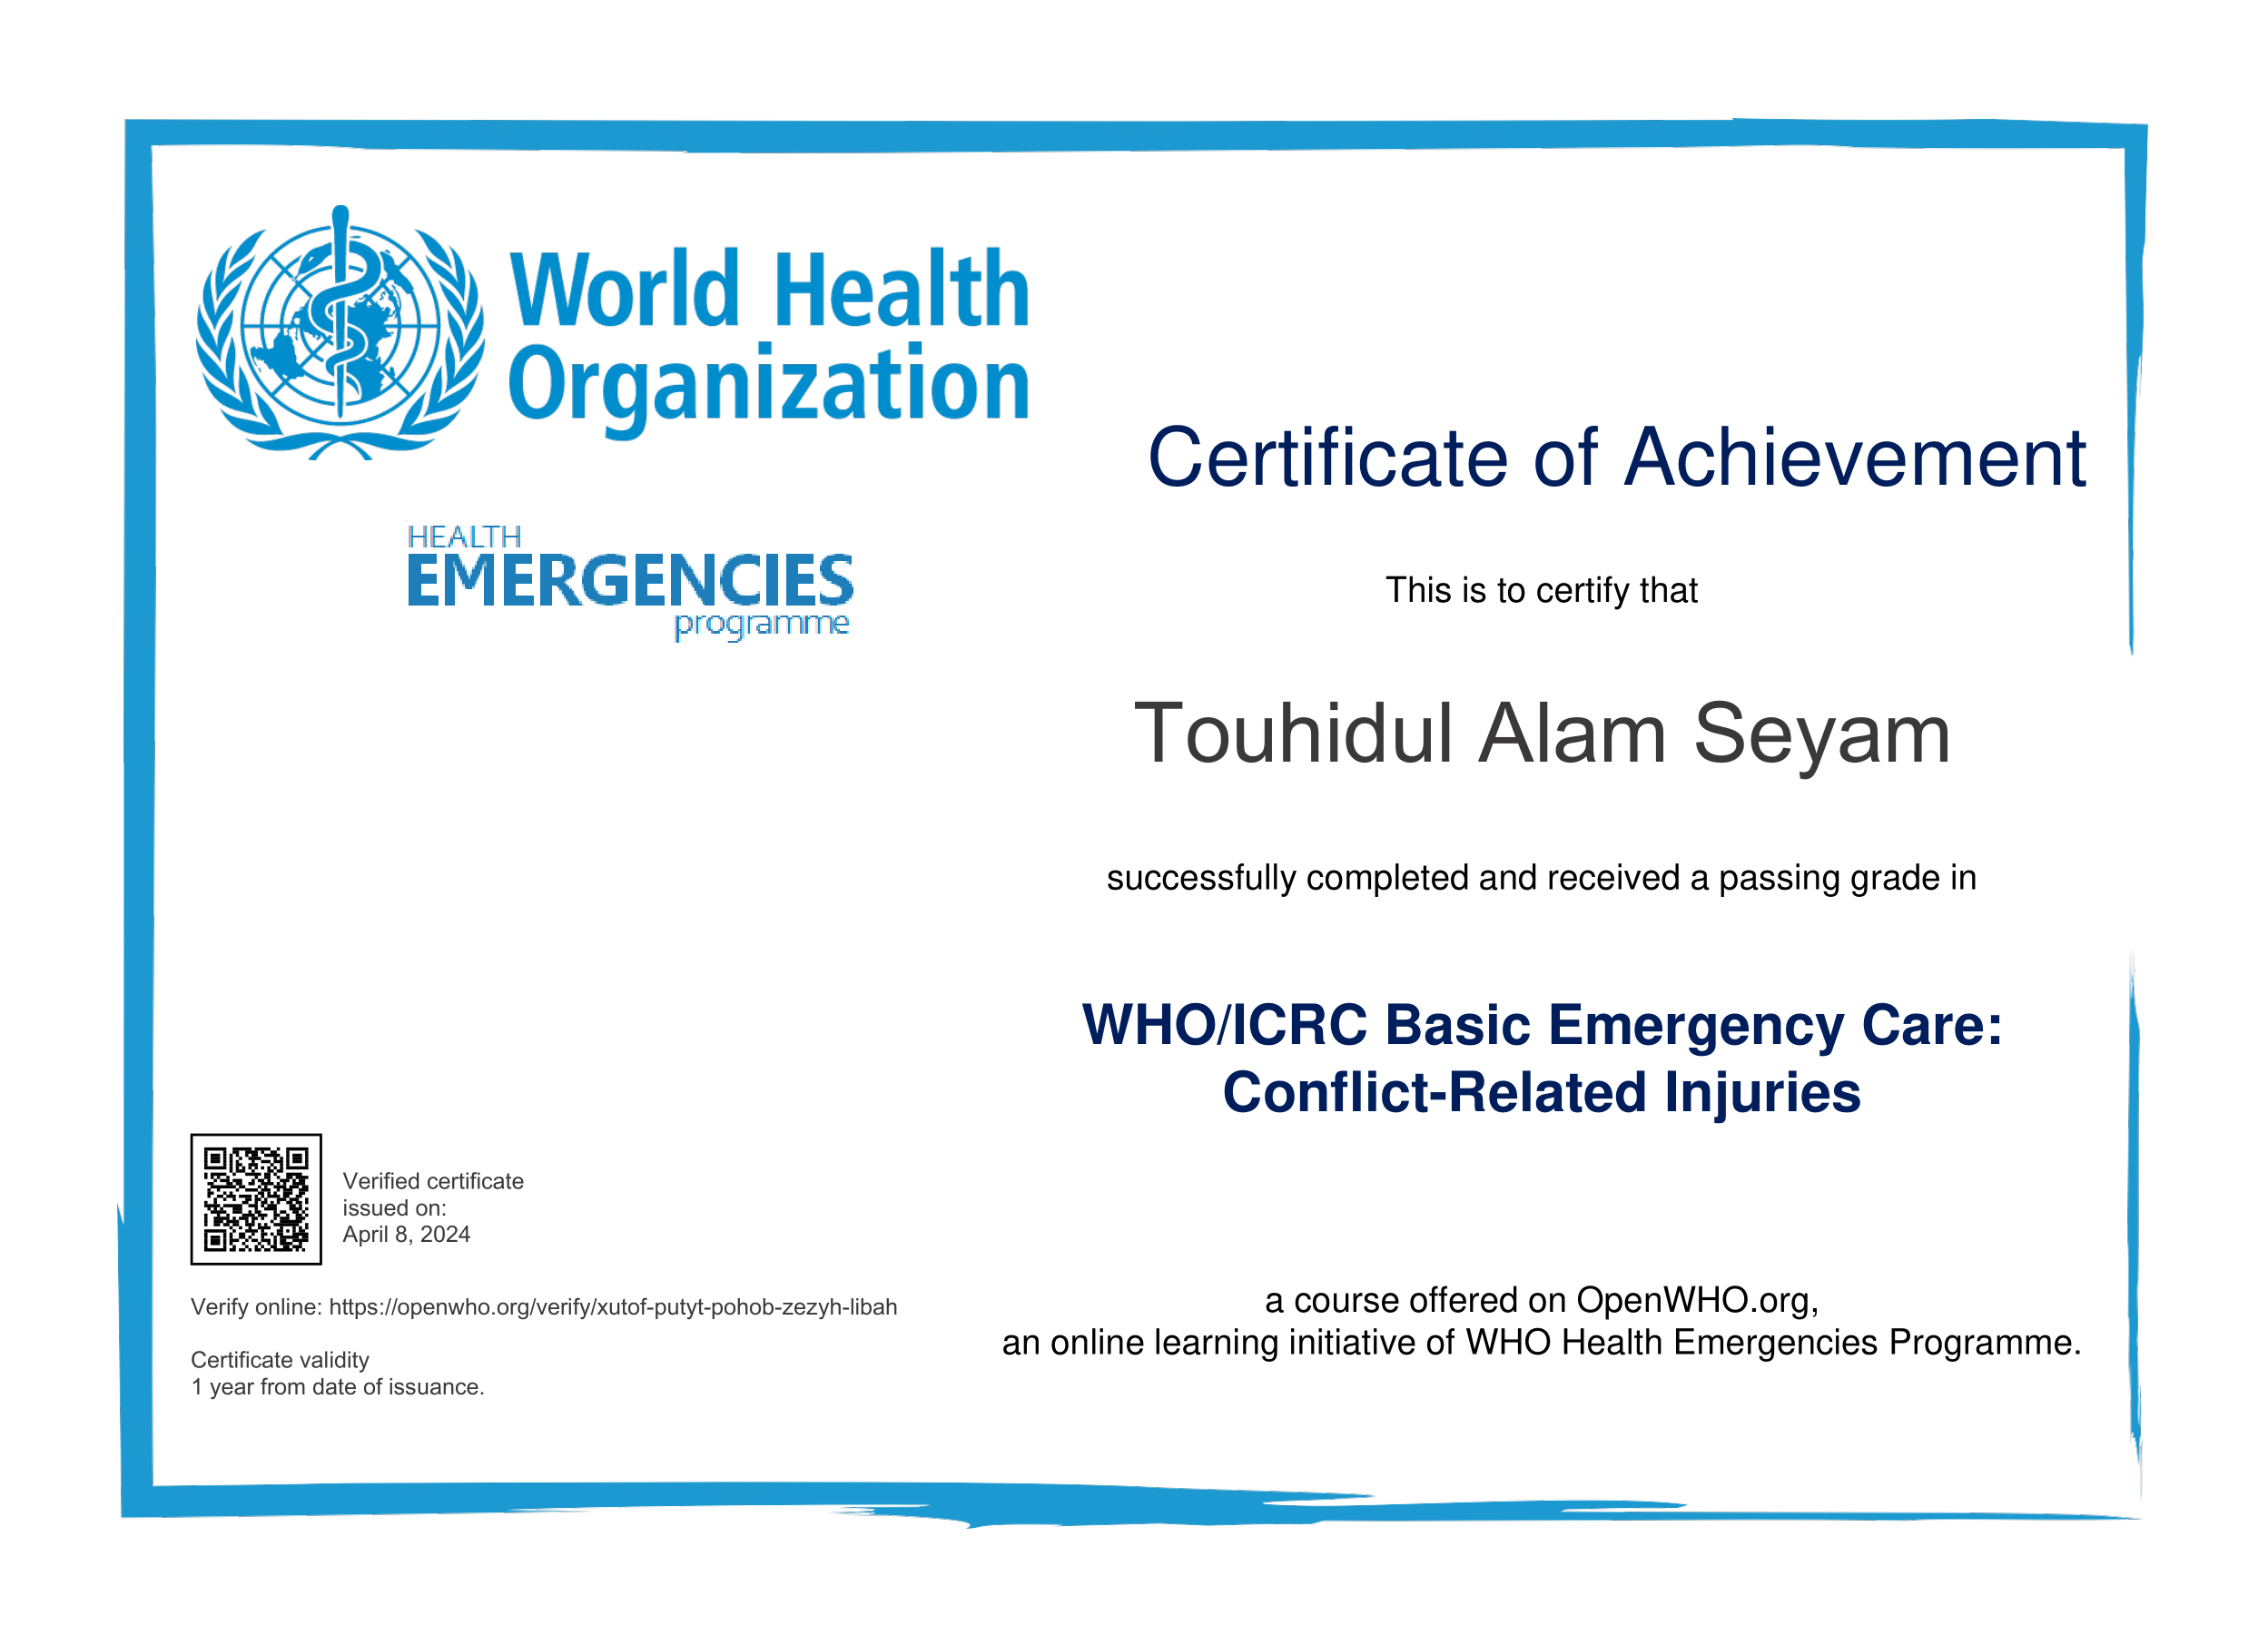 World Health
Organization
HEALTH
EMERGENCIES
programme
Certificate of Achievement
This is to certify that
Touhidul Alam Seyam
successfully completed and received a passing grade in
WHO/ICRC Basic Emergency Care:
Conflict-Related Injuries
Verified certificate
issued on:
April 8, 2024
Verify online: https://openwho.org/verify/xutof-putyt-pohob-zezyh-libah
Certificate validity
1 year from date of issuance.
a course offered on OpenWHO.org,
an online learning initiative of WHO Health Emergencies Programme.